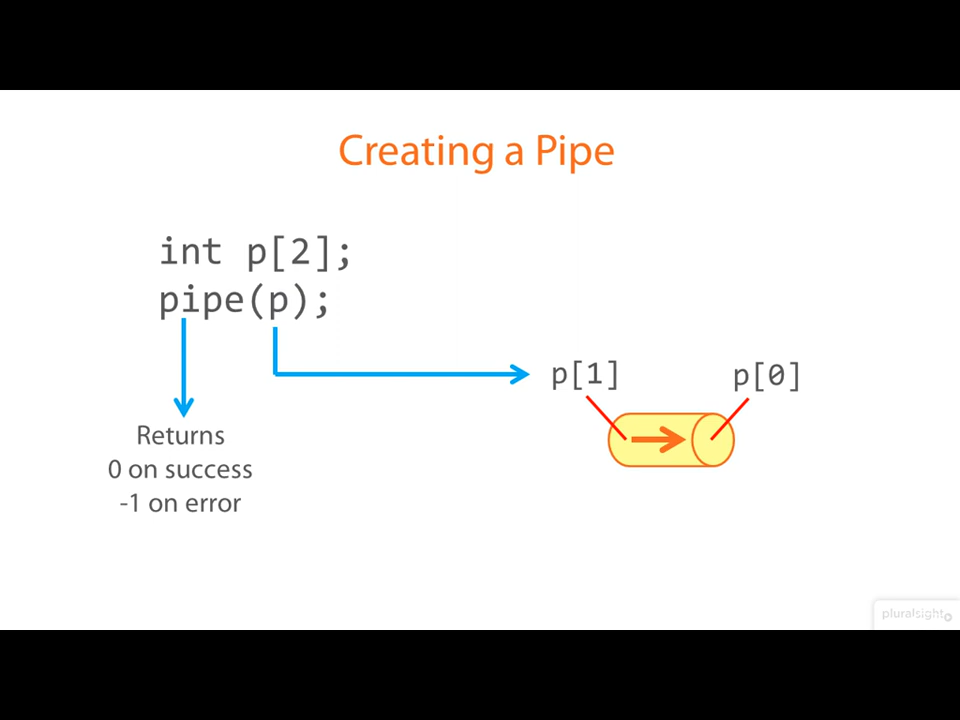 Creating a Pipe
int p[2];
pipe(p);
p[1]
p[0]
Returns
0 on success
-1 on error
pluralsight